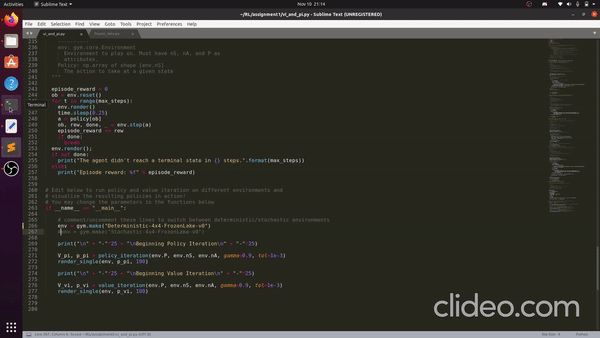 Activities
Sublime Text
Nov 10 21:14
~/RL/assignment1/vi_and_pi.py - Sublime Text (UNREGISTERED)
File Edit Selection Find View Goto Tools Project Preferences Help
vi_and_pi.py
235
236 env: gym.core.Environment
237 Environment to play on. Must have nS, nA, and P as
238 attributes.
239 Policy: np.array of shape [env.nS]
240 The action to take at a given state
241 """
242
243 episode_reward = 0
244 ob = env.reset()
245 for t in range(max_steps):
246 env.render()
247 time.sleep(0.25)
248 a = policy[ob]
249 ob, rew, done, _ = env.step(a)
250 episode_reward += rew
251 if done:
252 break
253 env.render();
254 if not done:
255 print("The agent didn't reach a terminal state in {} steps.".format(max_steps))
256 else:
257 print("Episode reward: %f" % episode_reward)
258
259
260 # Edit below to run policy and value iteration on different environments and
261 # visualize the resulting policies in action!
262 # You may change the parameters in the functions below
263 if __name__ == "__main__":
264
265 # comment/uncomment these lines to switch between deterministic/stochastic environments
266 env = gym.make("Deterministic-4x4-FrozenLake-v0")
267 #env = gym.make("Stochastic-4x4-FrozenLake-v0")
268
269 print("\n" + "-"*25 + "\nBeginning Policy Iteration\n" + "-"*25)
270
271 V_pi, p_pi = policy_iteration(env.P, env.nS, env.nA, gamma=0.9, tol=1e-3)
272 render_single(env, p_pi, 100)
273
274 print("\n" + "-"*25 + "\nBeginning Value Iteration\n" + "-"*25)
275
276 V_vi, p_vi = value_iteration(env.P, env.nS, env.nA, gamma=0.9, tol=1e-3)
277 render_single(env, p_vi, 100)
278
279
280
Terminal
clideo.com
Tab Size: 4
Python